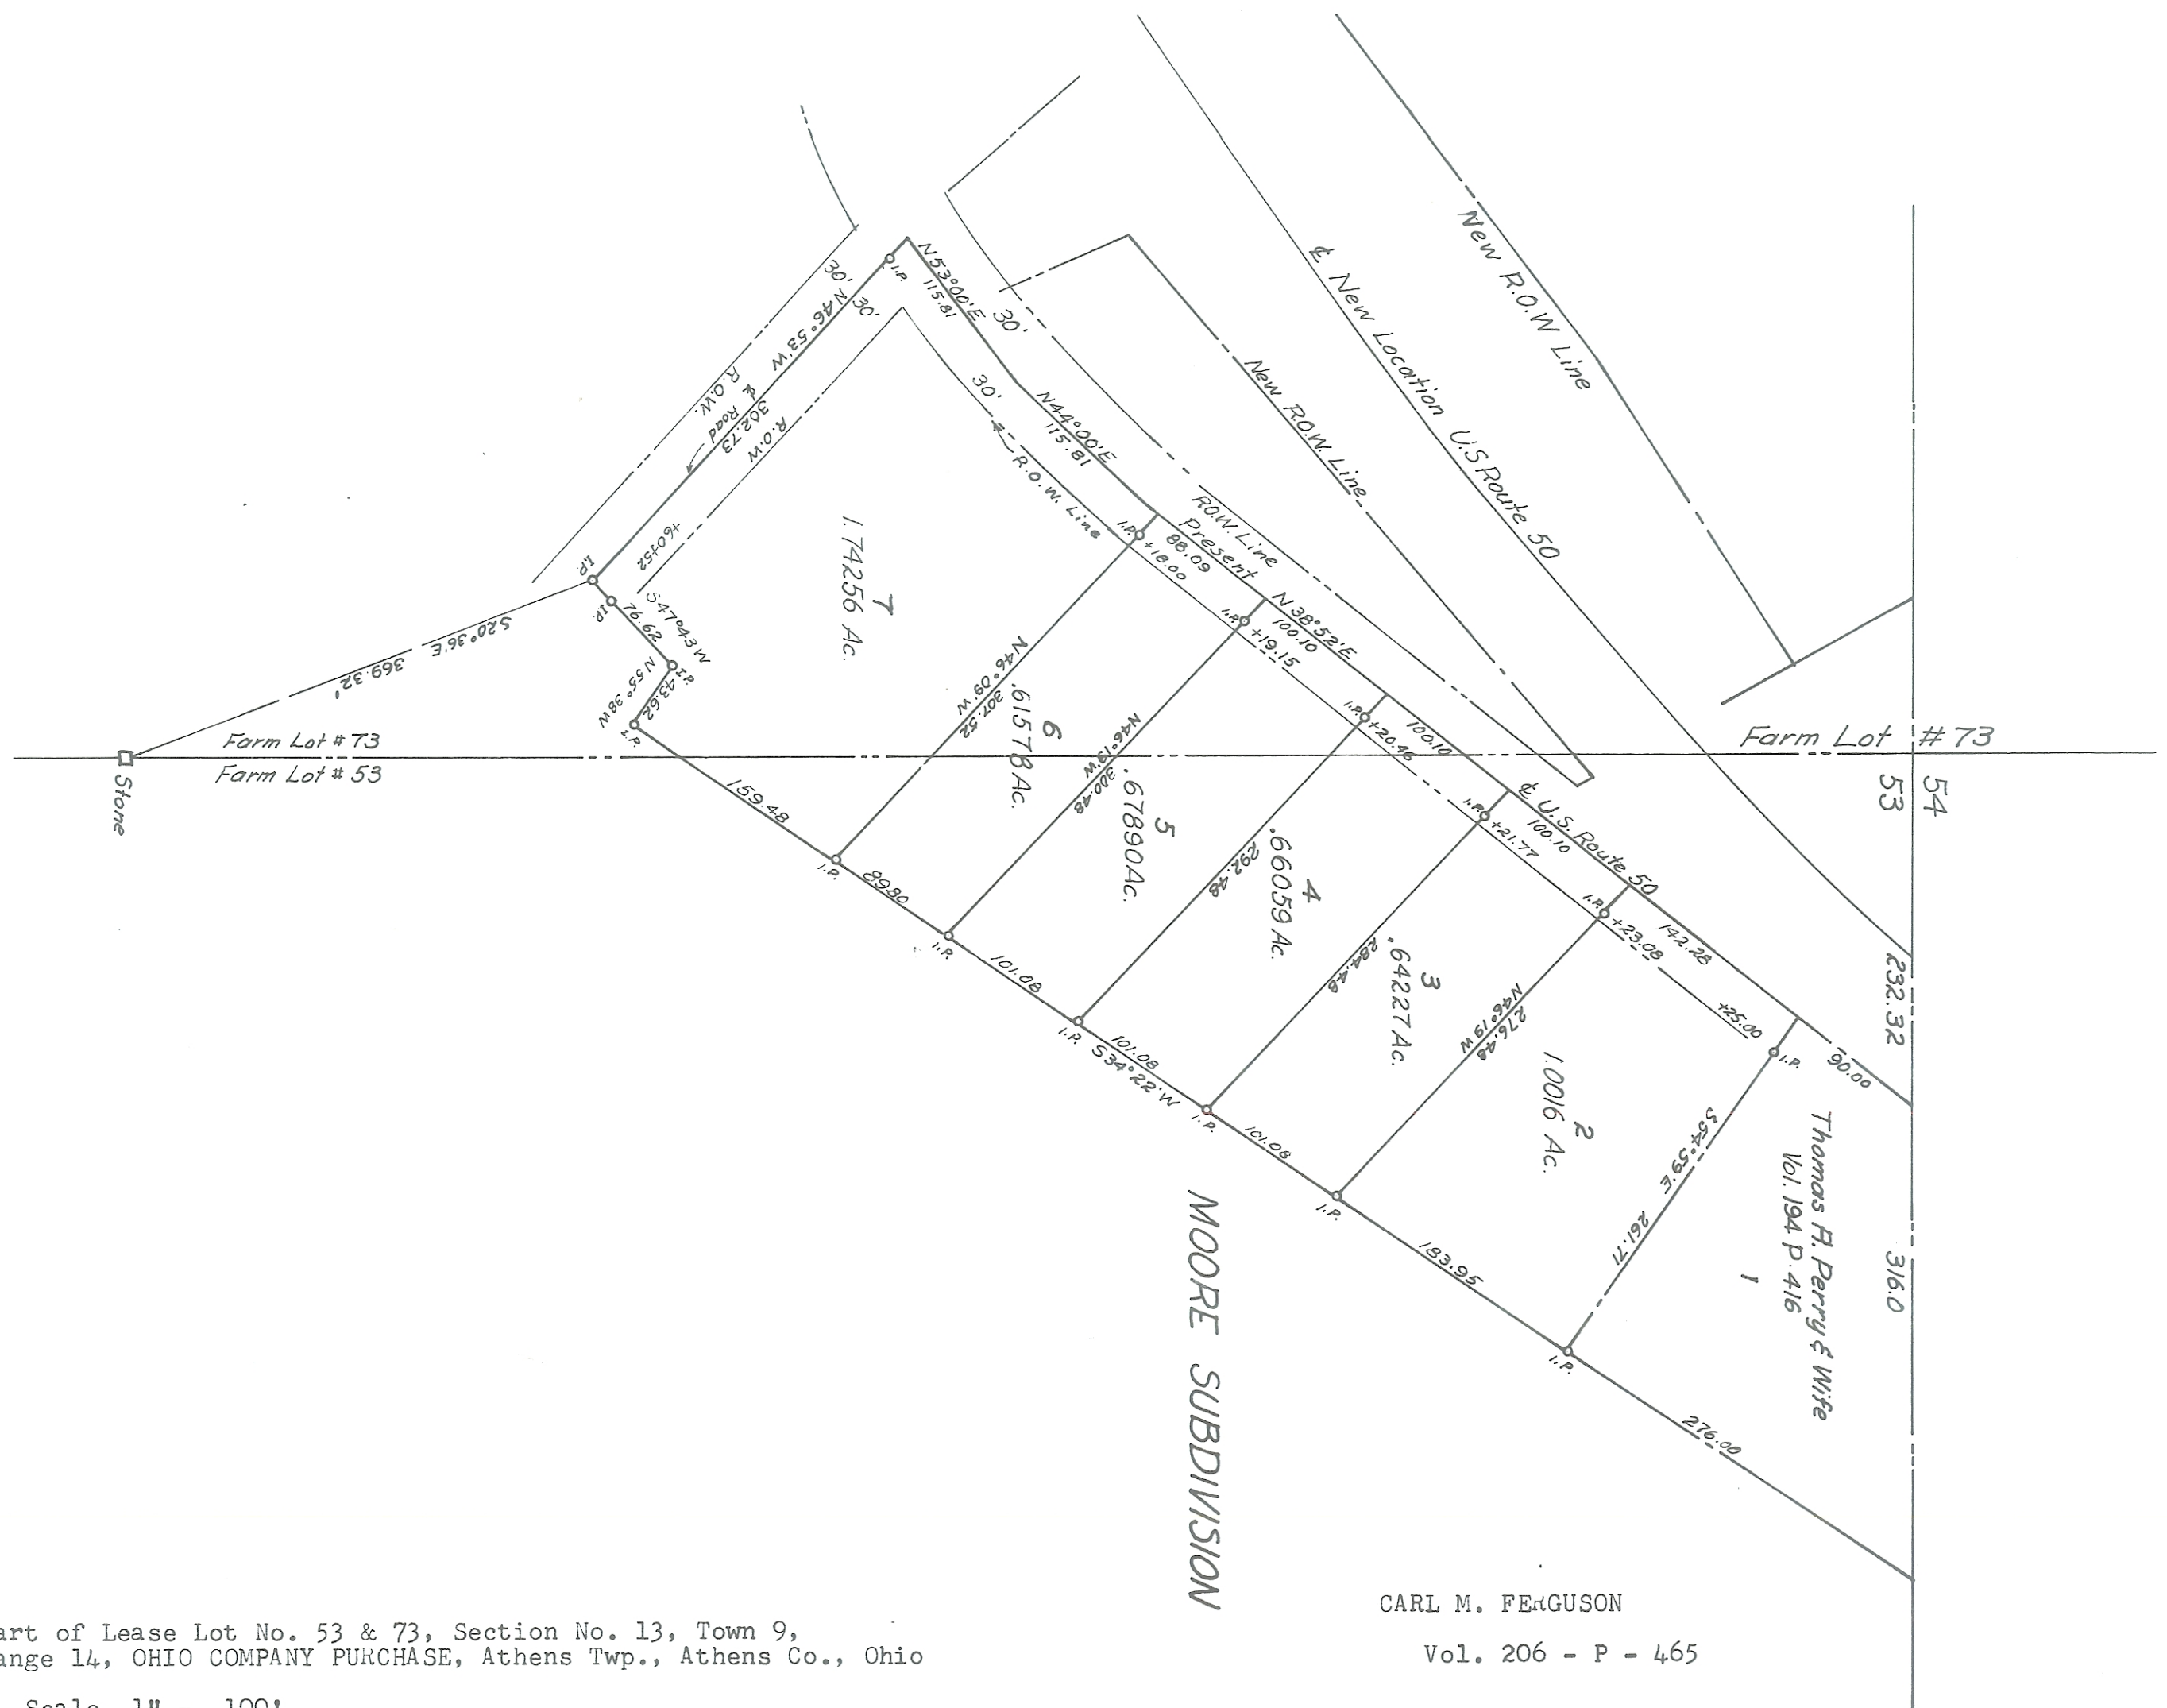 New R.O.W Line
℄ New Location U.S Route 50
New R.O.W. Line
30'
N53°00'E
115.81
I.P.
30'
30'
N46°53'W
302.73
℄ Road
R.O.W.
R.O.W
+60+52
30'
R.O.W. Line
N44°00'E
115.81
R.O.W. Line
Present
I.P.
88.09
+18.00
N38°52'E
100.10
I.P.
+19.15
100.10
I.P.
+20.46
℄ U.S. Route 50
100.10
I.P.
+21.77
142.28
I.P.
+23.08
+25.00
I.P.
90.00
232.32
316.0
Farm Lot # 73
54
53
Farm Lot # 73
Farm Lot # 53
Stone
S20°36'E
369.32'
I.P.
I.P.
S47°43'W
76.62
I.P.
N55°38'W
43.62
I.P.
7
1.74256 Ac.
N46°09'W
307.52
6
.61578 Ac.
N46°19'W
300.48
5
.67890 Ac.
292.48
4
.66059 Ac.
284.48
3
.64227 Ac.
N46°19'W
276.48
2
1.0016 Ac.
S54°59'E
261.71
1
Thomas H. Perry & Wife
Vol. 194 P. 416
159.48
I.P.
89.80
I.P.
101.08
I.P.
101.08
S34°22'W
I.P.
101.08
I.P.
183.95
I.P.
276.00
MOORE SUBDIVISION
CARL M. FERGUSON
Vol. 206 - P - 465
art of Lease Lot No. 53 & 73, Section No. 13, Town 9,
ange 14, OHIO COMPANY PURCHASE, Athens Twp., Athens Co., Ohio
Scale 1" = 100'